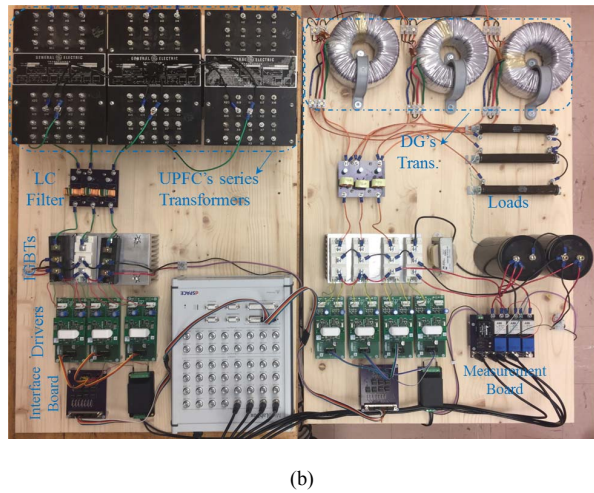 GENERAL ELECTRIC
GENERAL ELECTRIC
GENERAL ELECTRIC
DG's
Trans.
LC
Filter
UPFC's series
Transformers
Loads
IGBTs
dSPACE
Drivers
Interface
Board
Measurement
Board
(b)